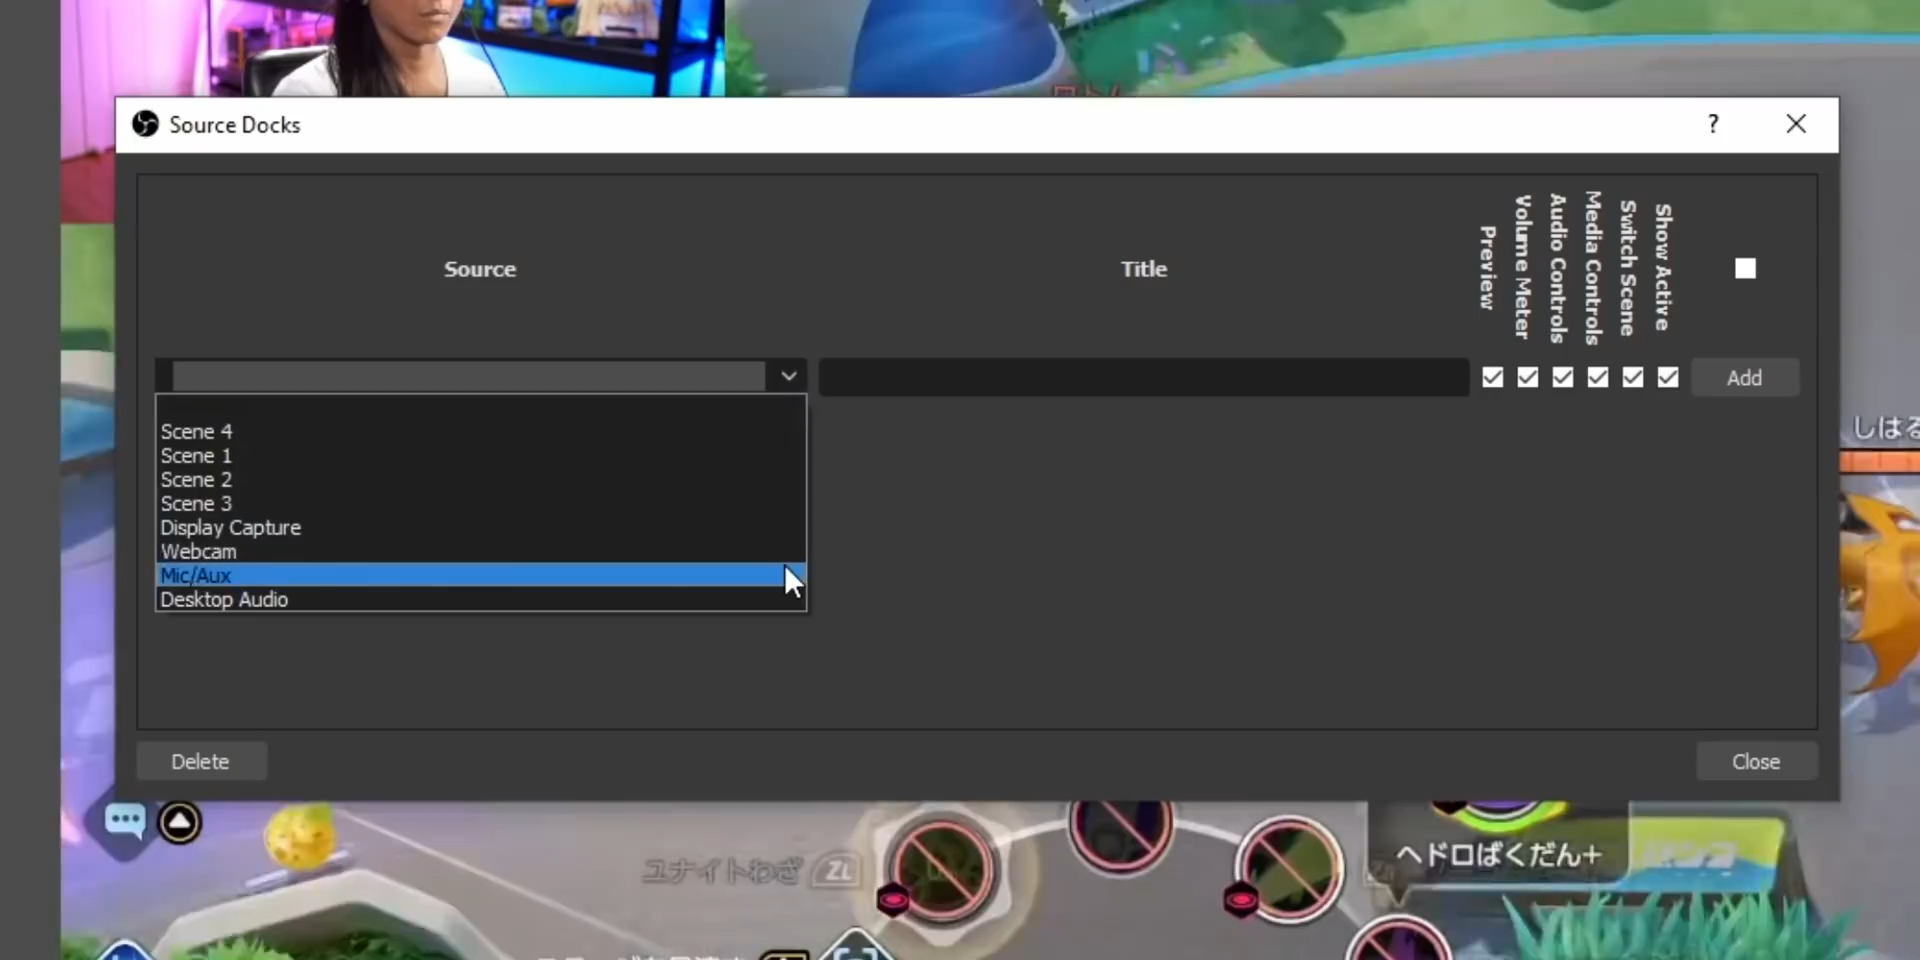 Source Docks
?
Source
Title
Preview
Volume Meter
Audio Controls
Media Controls
Switch Scene
Show Active
Add
Scene 4
Scene 1
Scene 2
Scene 3
Display Capture
Webcam
Mic/Aux
Desktop Audio
しはる
Delete
Close
ヘドロばくだん+
ユナイトわざ ZL